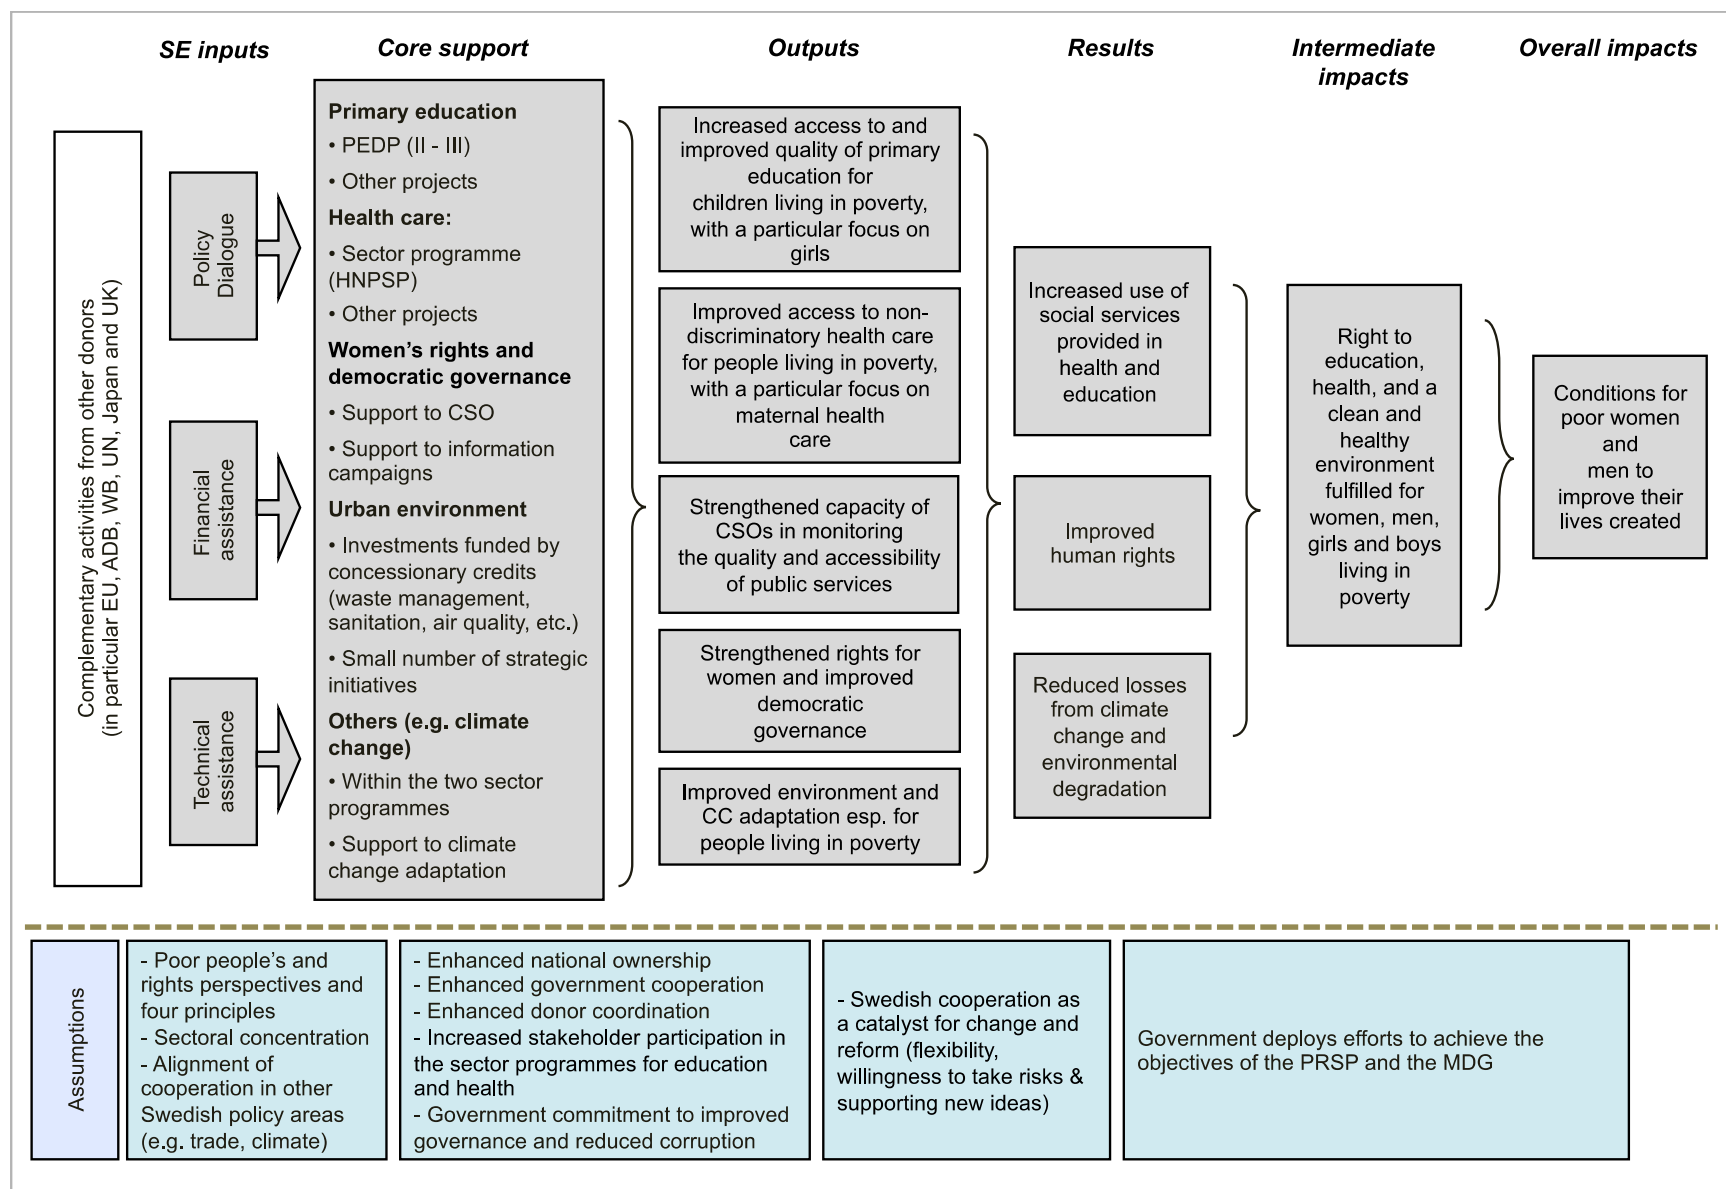 SE inputs
Core support
Outputs
Results
Intermediate
impacts
Overall impacts
Complementary activities from other donors
(in particular EU, ADB, WB, UN, Japan and UK)
Policy
Dialogue
Financial
assistance
Technical
assistance
Primary education
• PEDP (II - III)
• Other projects
Health care:
• Sector programme
(HNPSP)
• Other projects
Women's rights and
democratic governance
• Support to CSO
• Support to information
campaigns
Urban environment
• Investments funded by
concessionary credits
(waste management,
sanitation, air quality, etc.)
• Small number of strategic
initiatives
Others (e.g. climate
change)
• Within the two sector
programmes
• Support to climate
change adaptation
Increased access to and
improved quality of primary
education for
children living in poverty,
with a particular focus on
girls
Improved access to non-
discriminatory health care
for people living in poverty,
with a particular focus on
maternal health
care
Strengthened capacity of
CSOs in monitoring
the quality and accessibility
of public services
Strengthened rights for
women and improved
democratic
governance
Improved environment and
CC adaptation esp. for
people living in poverty
Increased use of
social services
provided in
health and
education
Improved
human rights
Reduced losses
from climate
change and
environmental
degradation
Right to
education,
health, and a
clean and
healthy
environment
fulfilled for
women, men,
girls and boys
living in
poverty
Conditions for
poor women
and
men to
improve their
lives created
Assumptions
- Poor people's and
rights perspectives and
four principles
- Sectoral concentration
- Alignment of
cooperation in other
Swedish policy areas
(e.g. trade, climate)
- Enhanced national ownership
- Enhanced government cooperation
- Enhanced donor coordination
- Increased stakeholder participation in
the sector programmes for education
and health
- Government commitment to improved
governance and reduced corruption
- Swedish cooperation as
a catalyst for change and
reform (flexibility,
willingness to take risks &
supporting new ideas)
Government deploys efforts to achieve the
objectives of the PRSP and the MDG